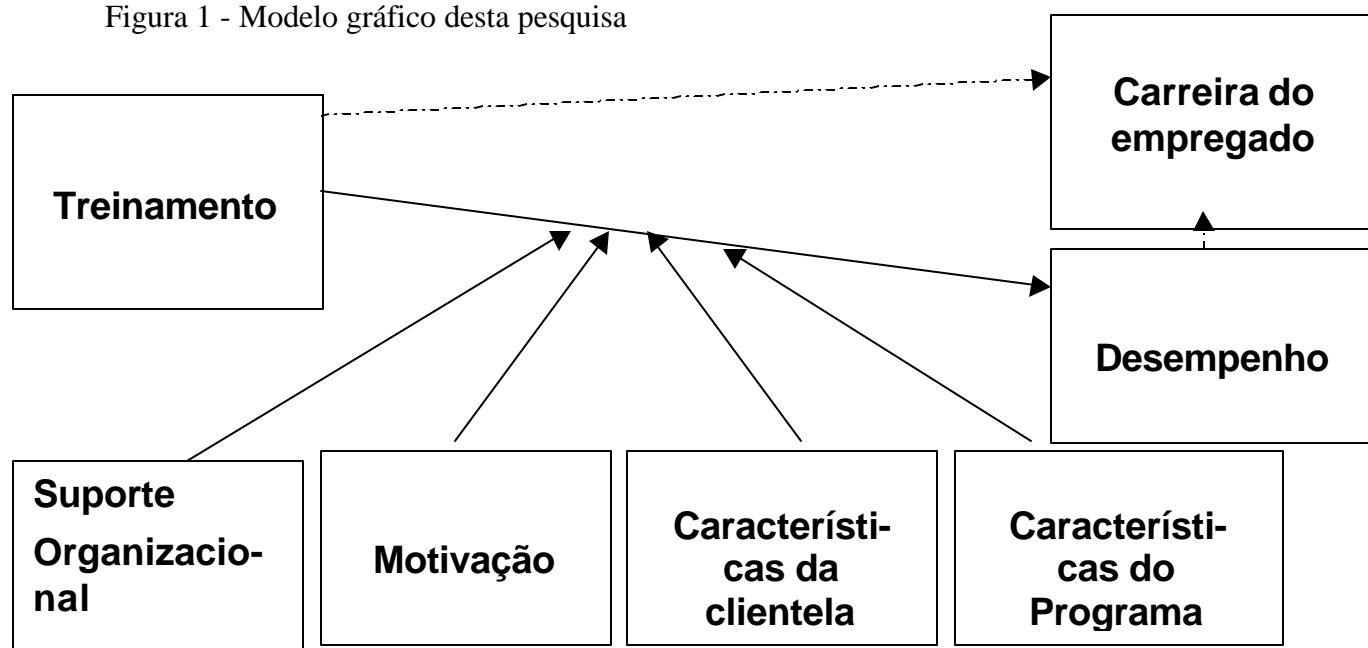 Figura 1 - Modelo gráfico desta pesquisa
Carreira do
empregado
Treinamento
Desempenho
Suporte
Organizacio-
nal
Motivação
Característi-
cas da
clientela
Característi-
cas do
Programa